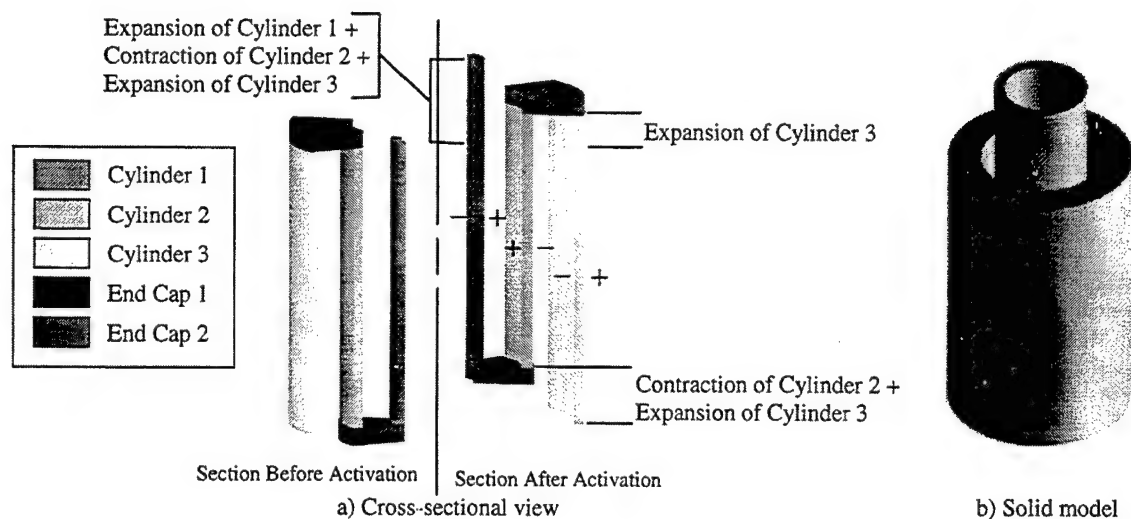 Expansion of Cylinder 1 +
Contraction of Cylinder 2 +
Expansion of Cylinder 3
Cylinder 1
Cylinder 2
Cylinder 3
End Cap 1
End Cap 2
Expansion of Cylinder 3
− +
+ −
− +
Contraction of Cylinder 2 +
Expansion of Cylinder 3
Section Before Activation
Section After Activation
a) Cross-sectional view
b) Solid model